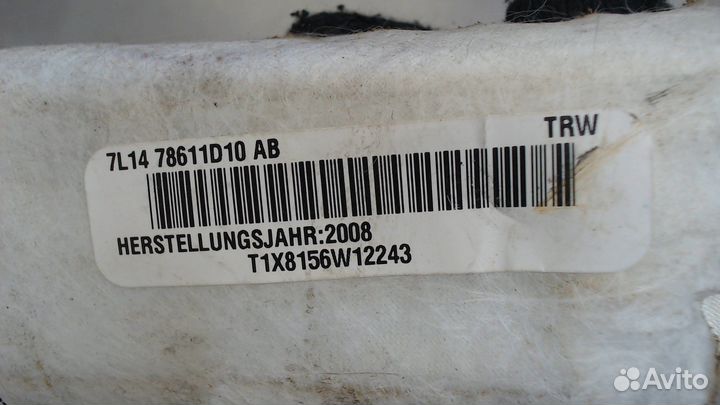 TRW
7L14 78611D10 AB
HERSTELLUNGSJAHR:2008
T1X8156W12243
Avito